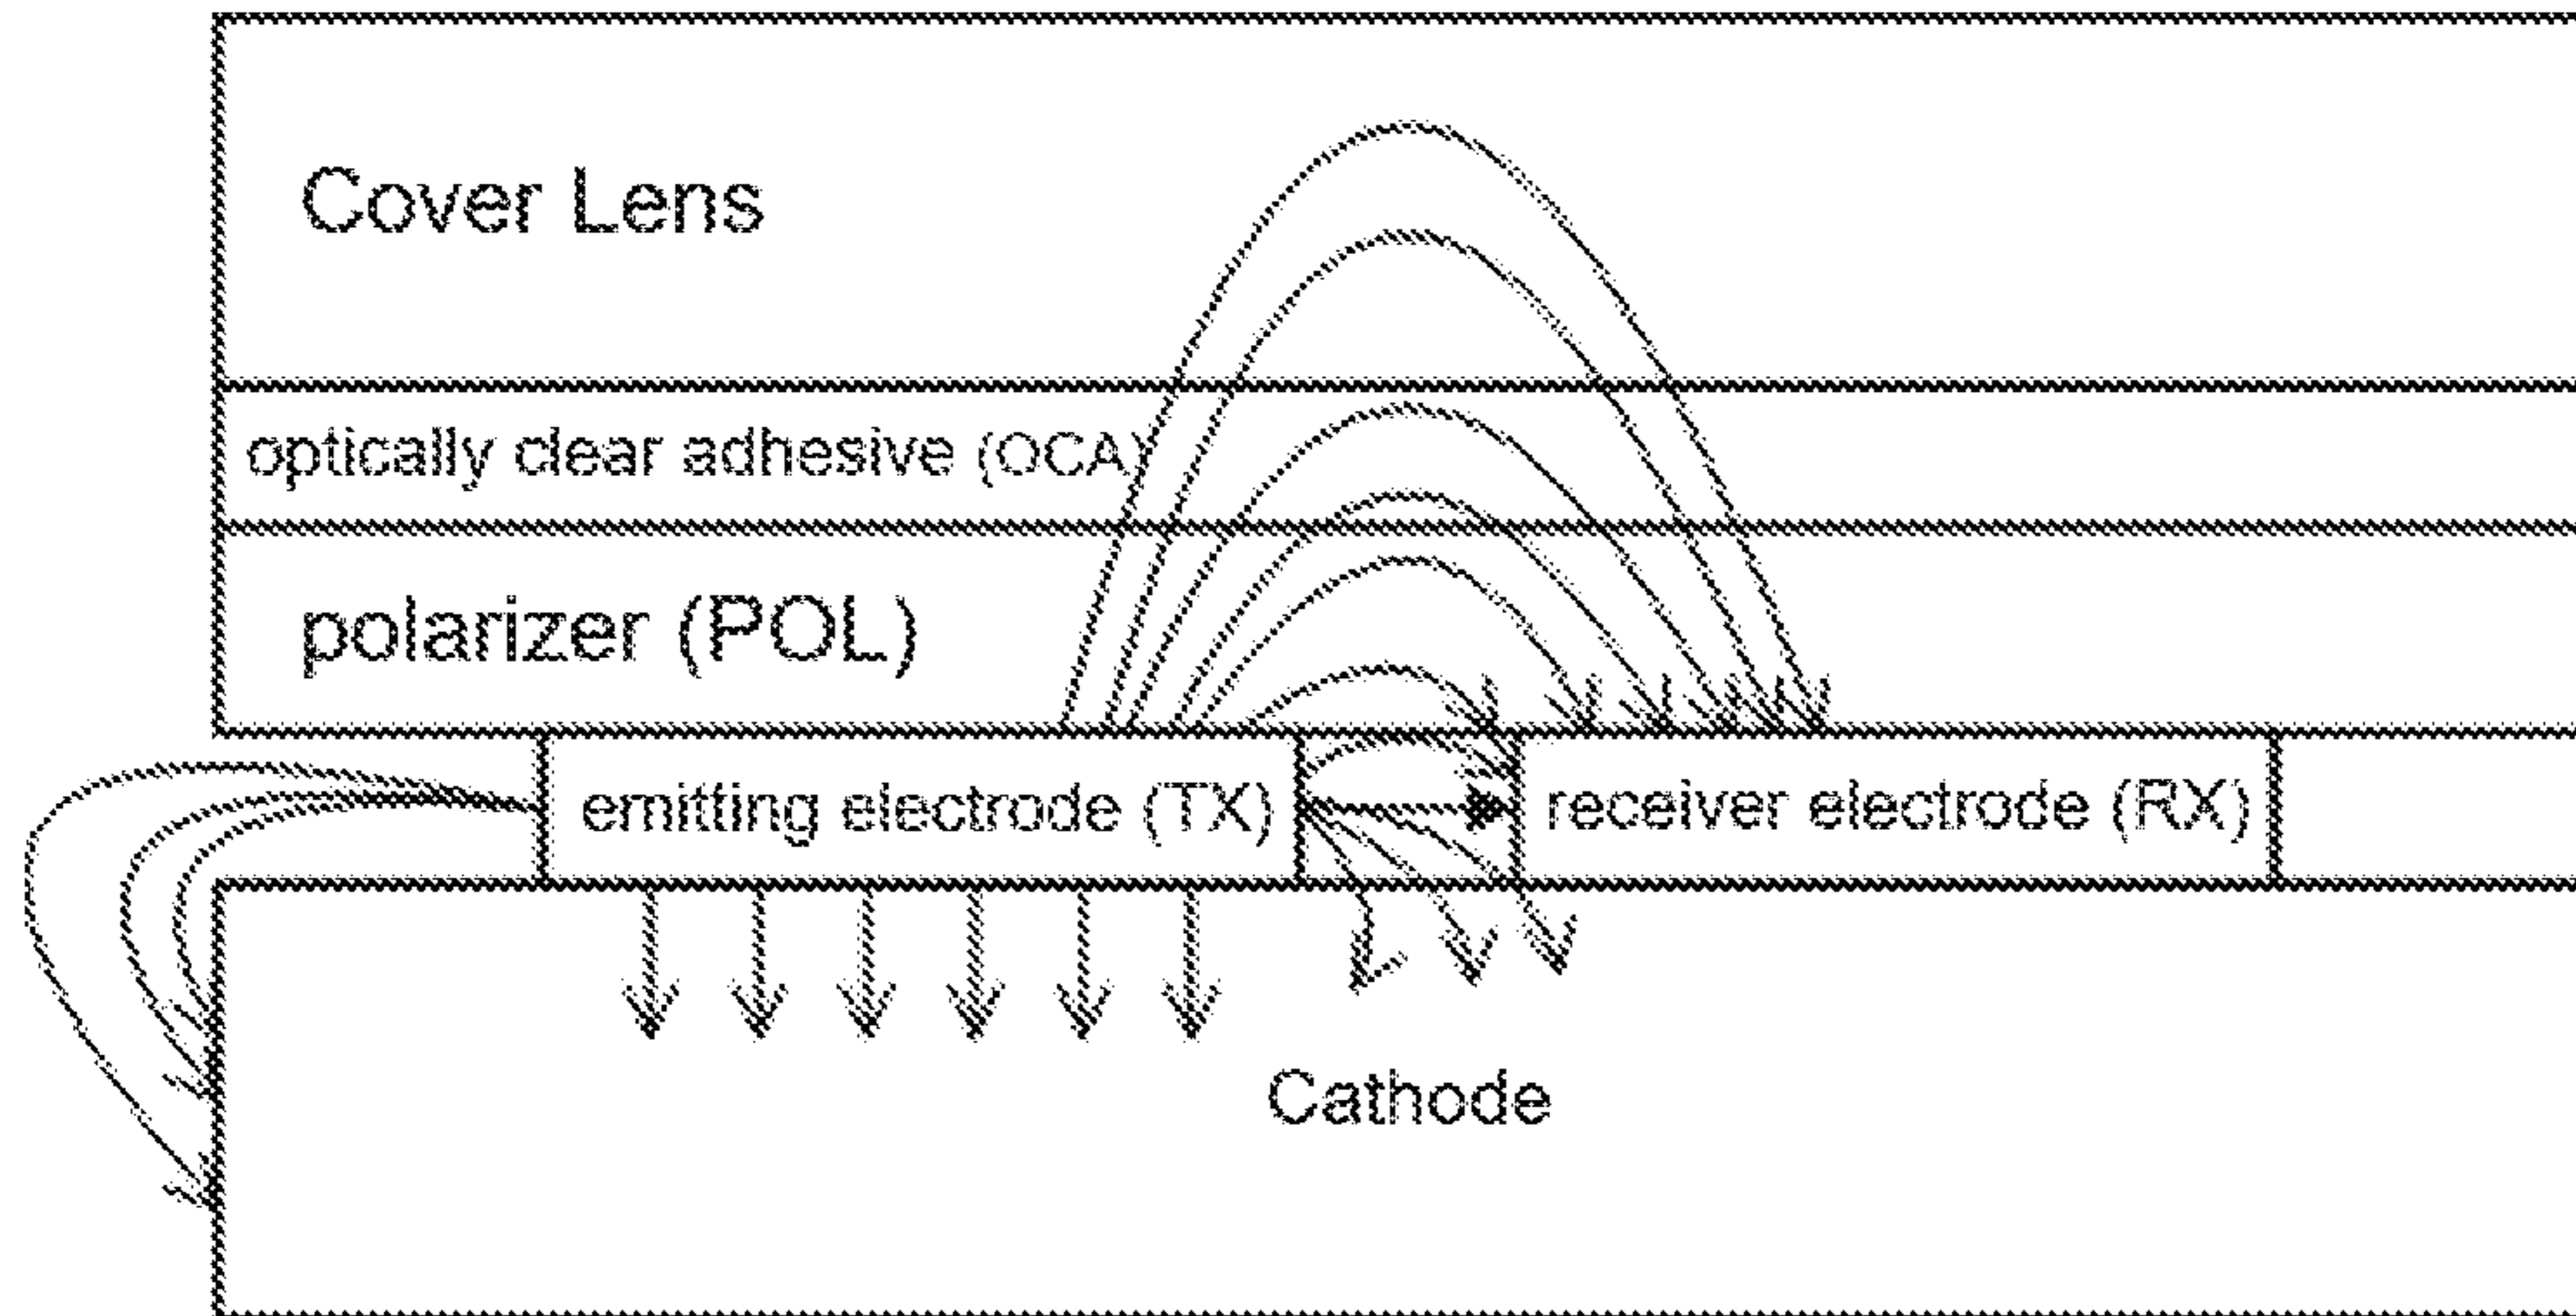 Cover Lens
optically clear adhesive (OCA)
polarizer (POL)
emitting electrode (TX)
receiver electrode (RX)
Cathode